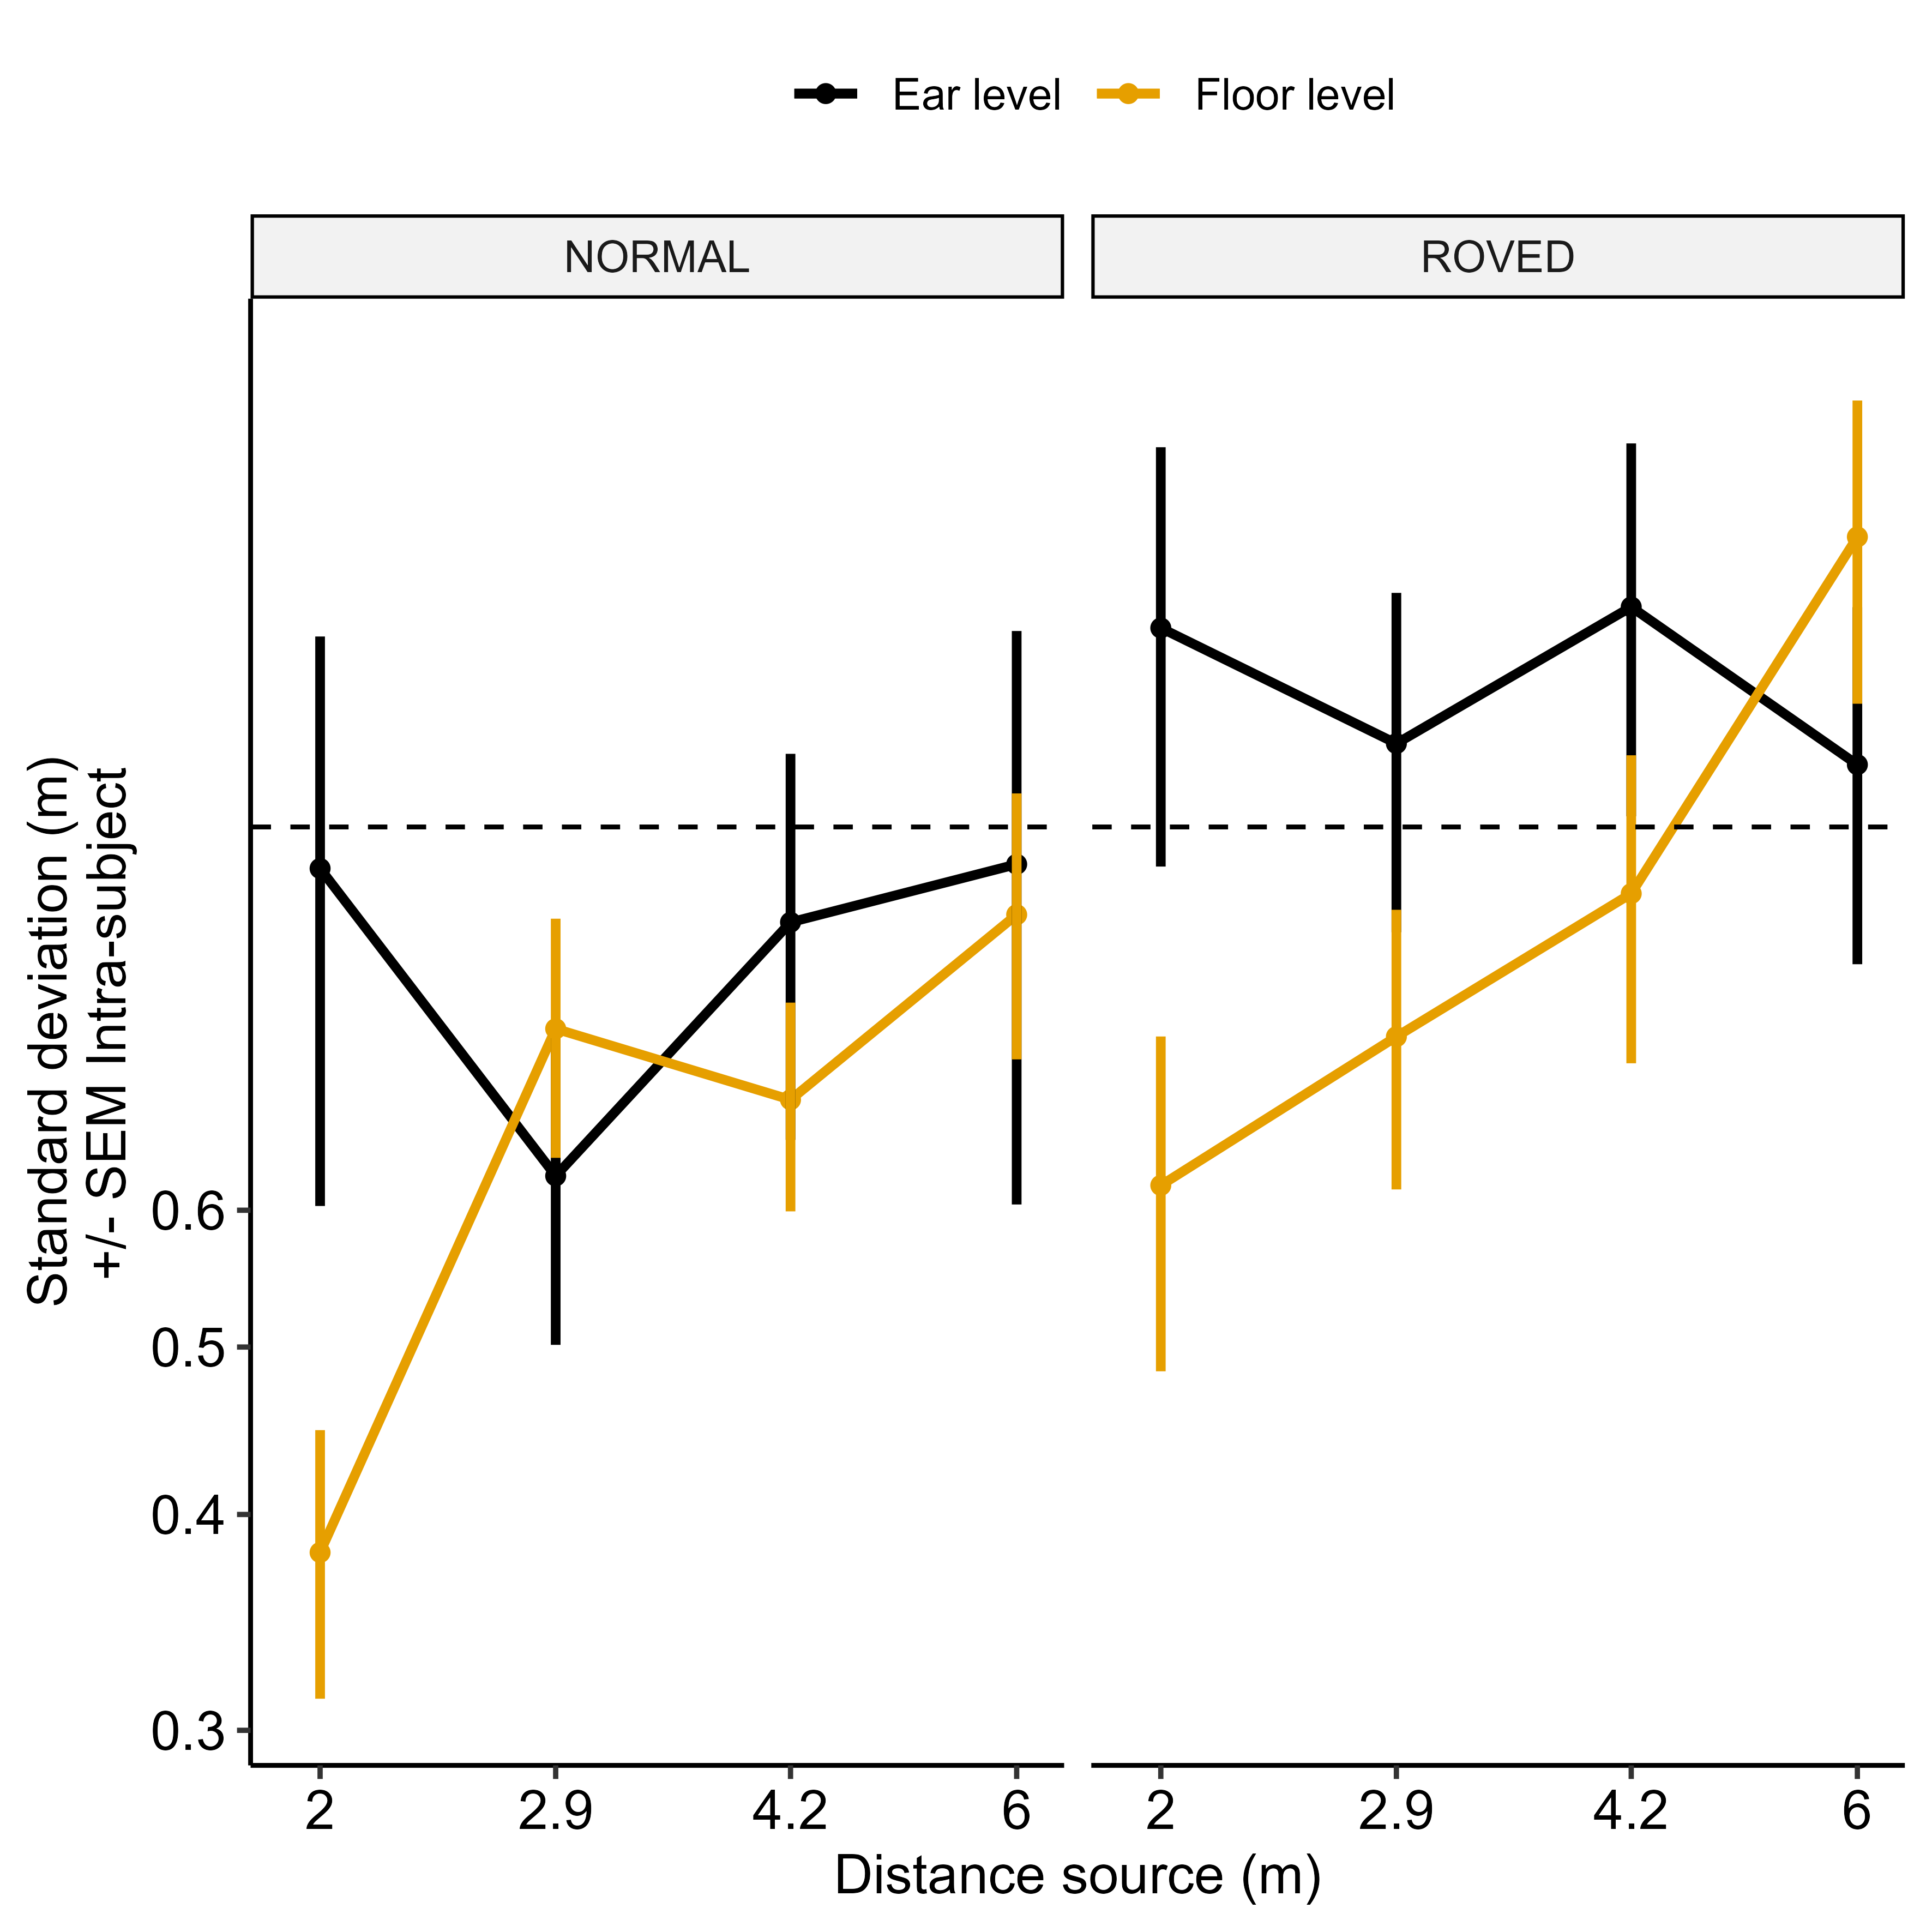 Ear level Floor level
NORMAL ROVED
Standard deviation (m)
+/- SEM Intra-subject
0.6
0.5
0.4
0.3
2 2.9 4.2 6 2 2.9 4.2 6
Distance source (m)